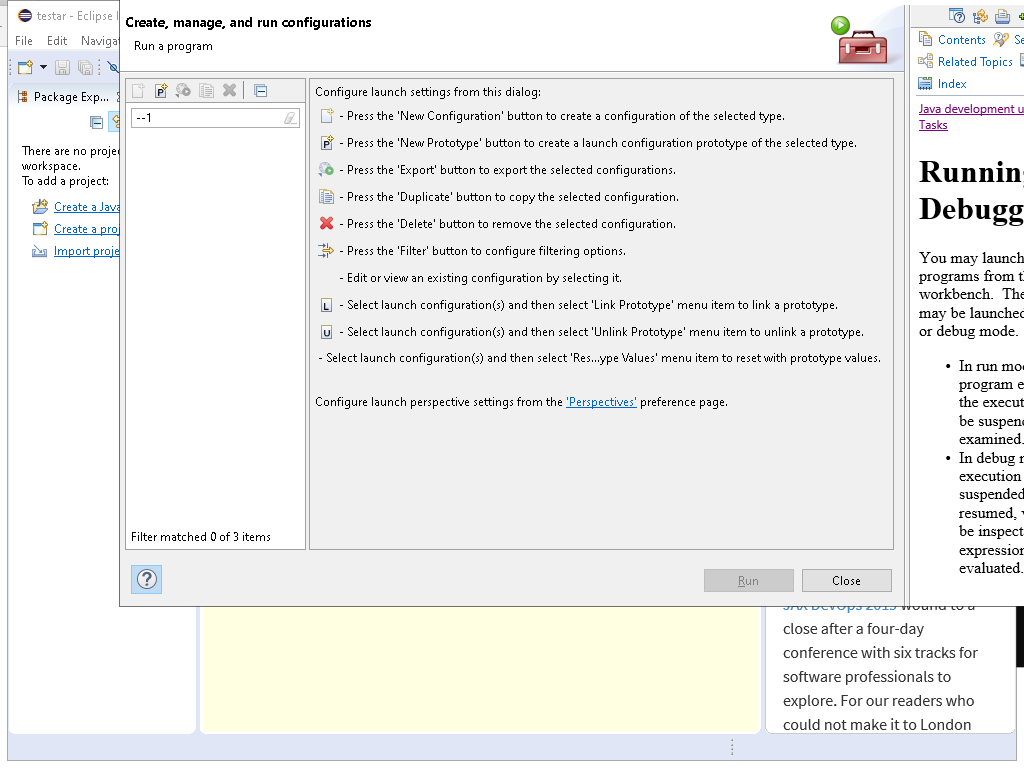 testar - Eclipse I
File Edit Navigat
Package Exp...
There are no proje
workspace.
To add a project:
Create a Java
Create a proj
Import proje
Create, manage, and run configurations
Run a program
--1
Filter matched 0 of 3 items
Configure launch settings from this dialog:
- Press the 'New Configuration' button to create a configuration of the selected type.
- Press the 'New Prototype' button to create a launch configuration prototype of the selected type.
- Press the 'Export' button to export the selected configurations.
- Press the 'Duplicate' button to copy the selected configuration.
- Press the 'Delete' button to remove the selected configuration.
- Press the 'Filter' button to configure filtering options.
- Edit or view an existing configuration by selecting it.
- Select launch configuration(s) and then select 'Link Prototype' menu item to link a prototype.
- Select launch configuration(s) and then select 'Unlink Prototype' menu item to unlink a prototype.
- Select launch configuration(s) and then select 'Res...ype Values' menu item to reset with prototype values.
Configure launch perspective settings from the 'Perspectives' preference page.
Run
Close
Contents Se
Related Topics
Index
Java development u
Tasks
Running
Debugg
You may launch
programs from th
workbench. The
may be launched
or debug mode.
• In run mod
program e
the execut
be suspend
examined.
• In debug m
execution
suspended
resumed, v
be inspect
expression
evaluated.
JAX DevOps 2015 wound to a
close after a four-day
conference with six tracks for
software professionals to
explore. For our readers who
could not make it to London